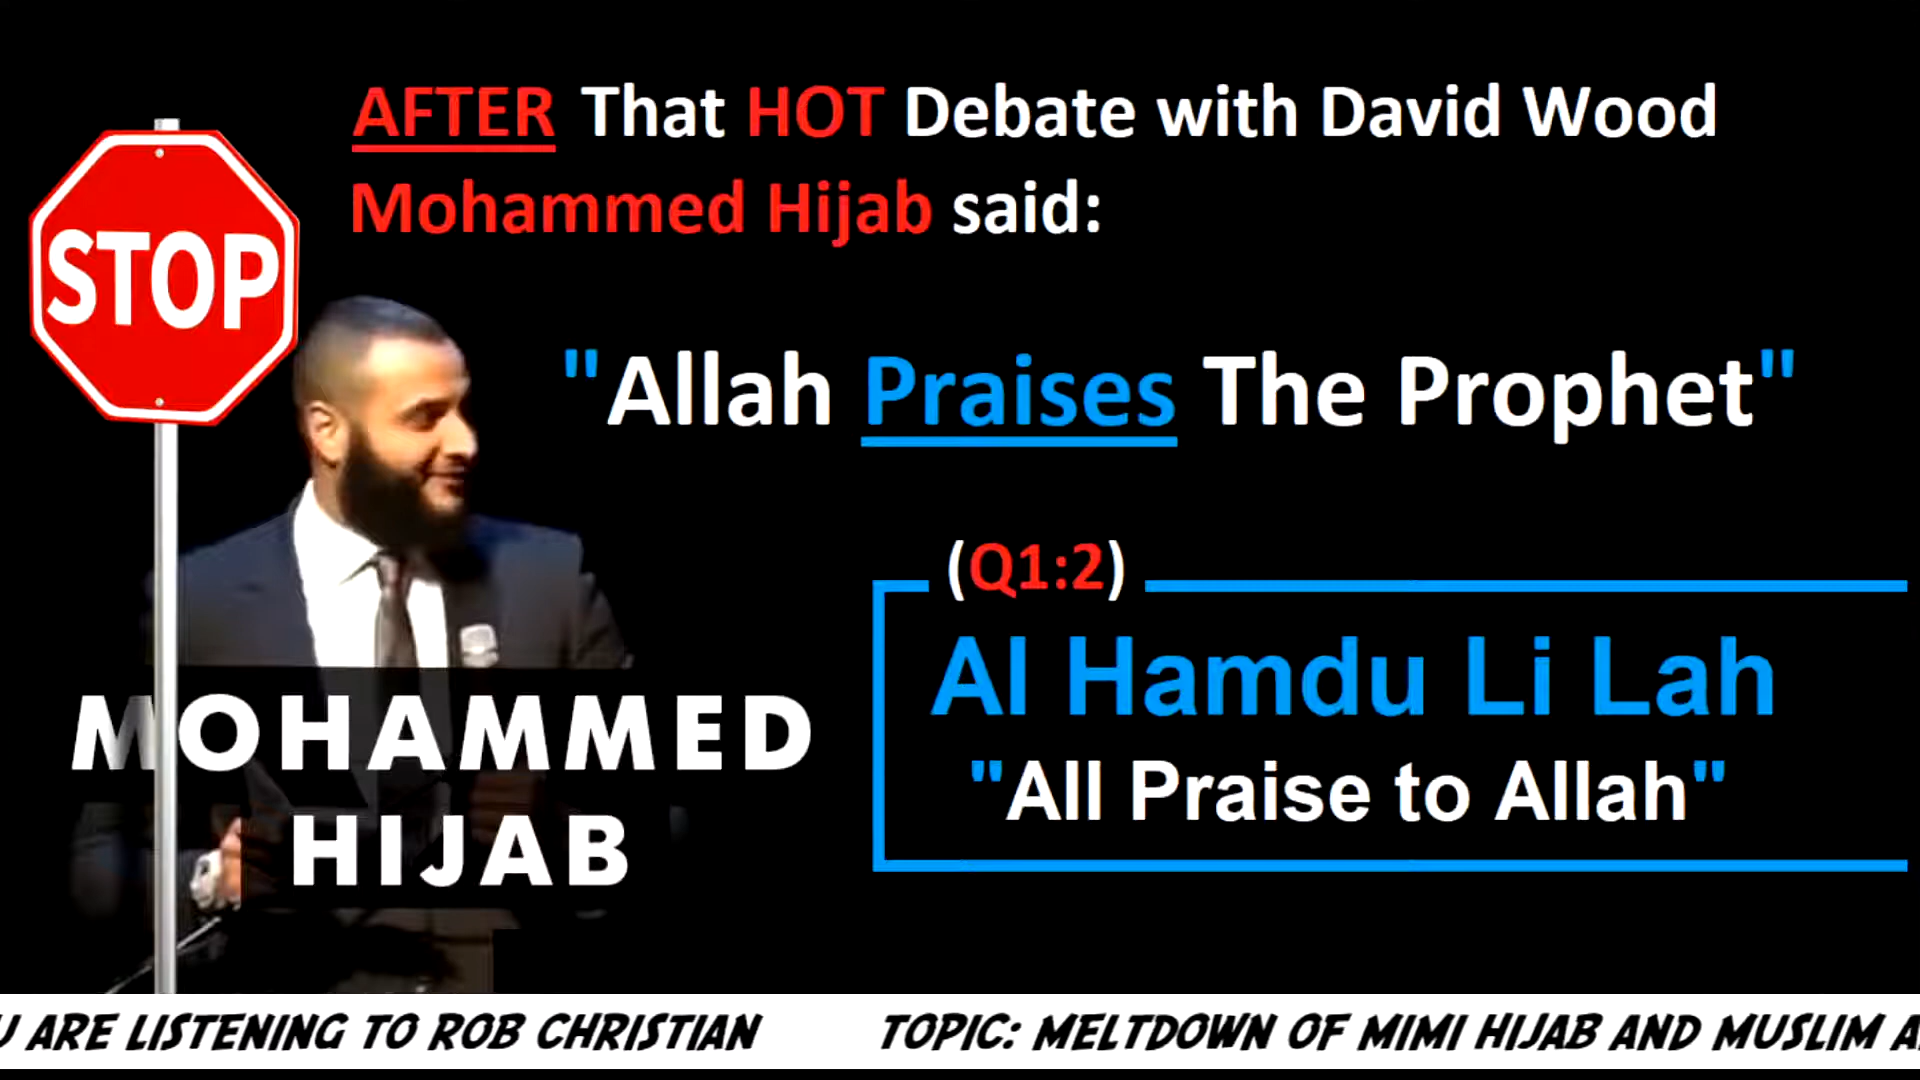 AFTER That HOT Debate with David Wood
Mohammed Hijab said:
STOP
"Allah Praises The Prophet"
(Q1:2)
Al Hamdu Li Lah
"All Praise to Allah"
MOHAMMED
HIJAB
ARE LISTENING TO ROB CHRISTIAN TOPIC: MELTDOWN OF MIMI HIJAB AND MUSLIM